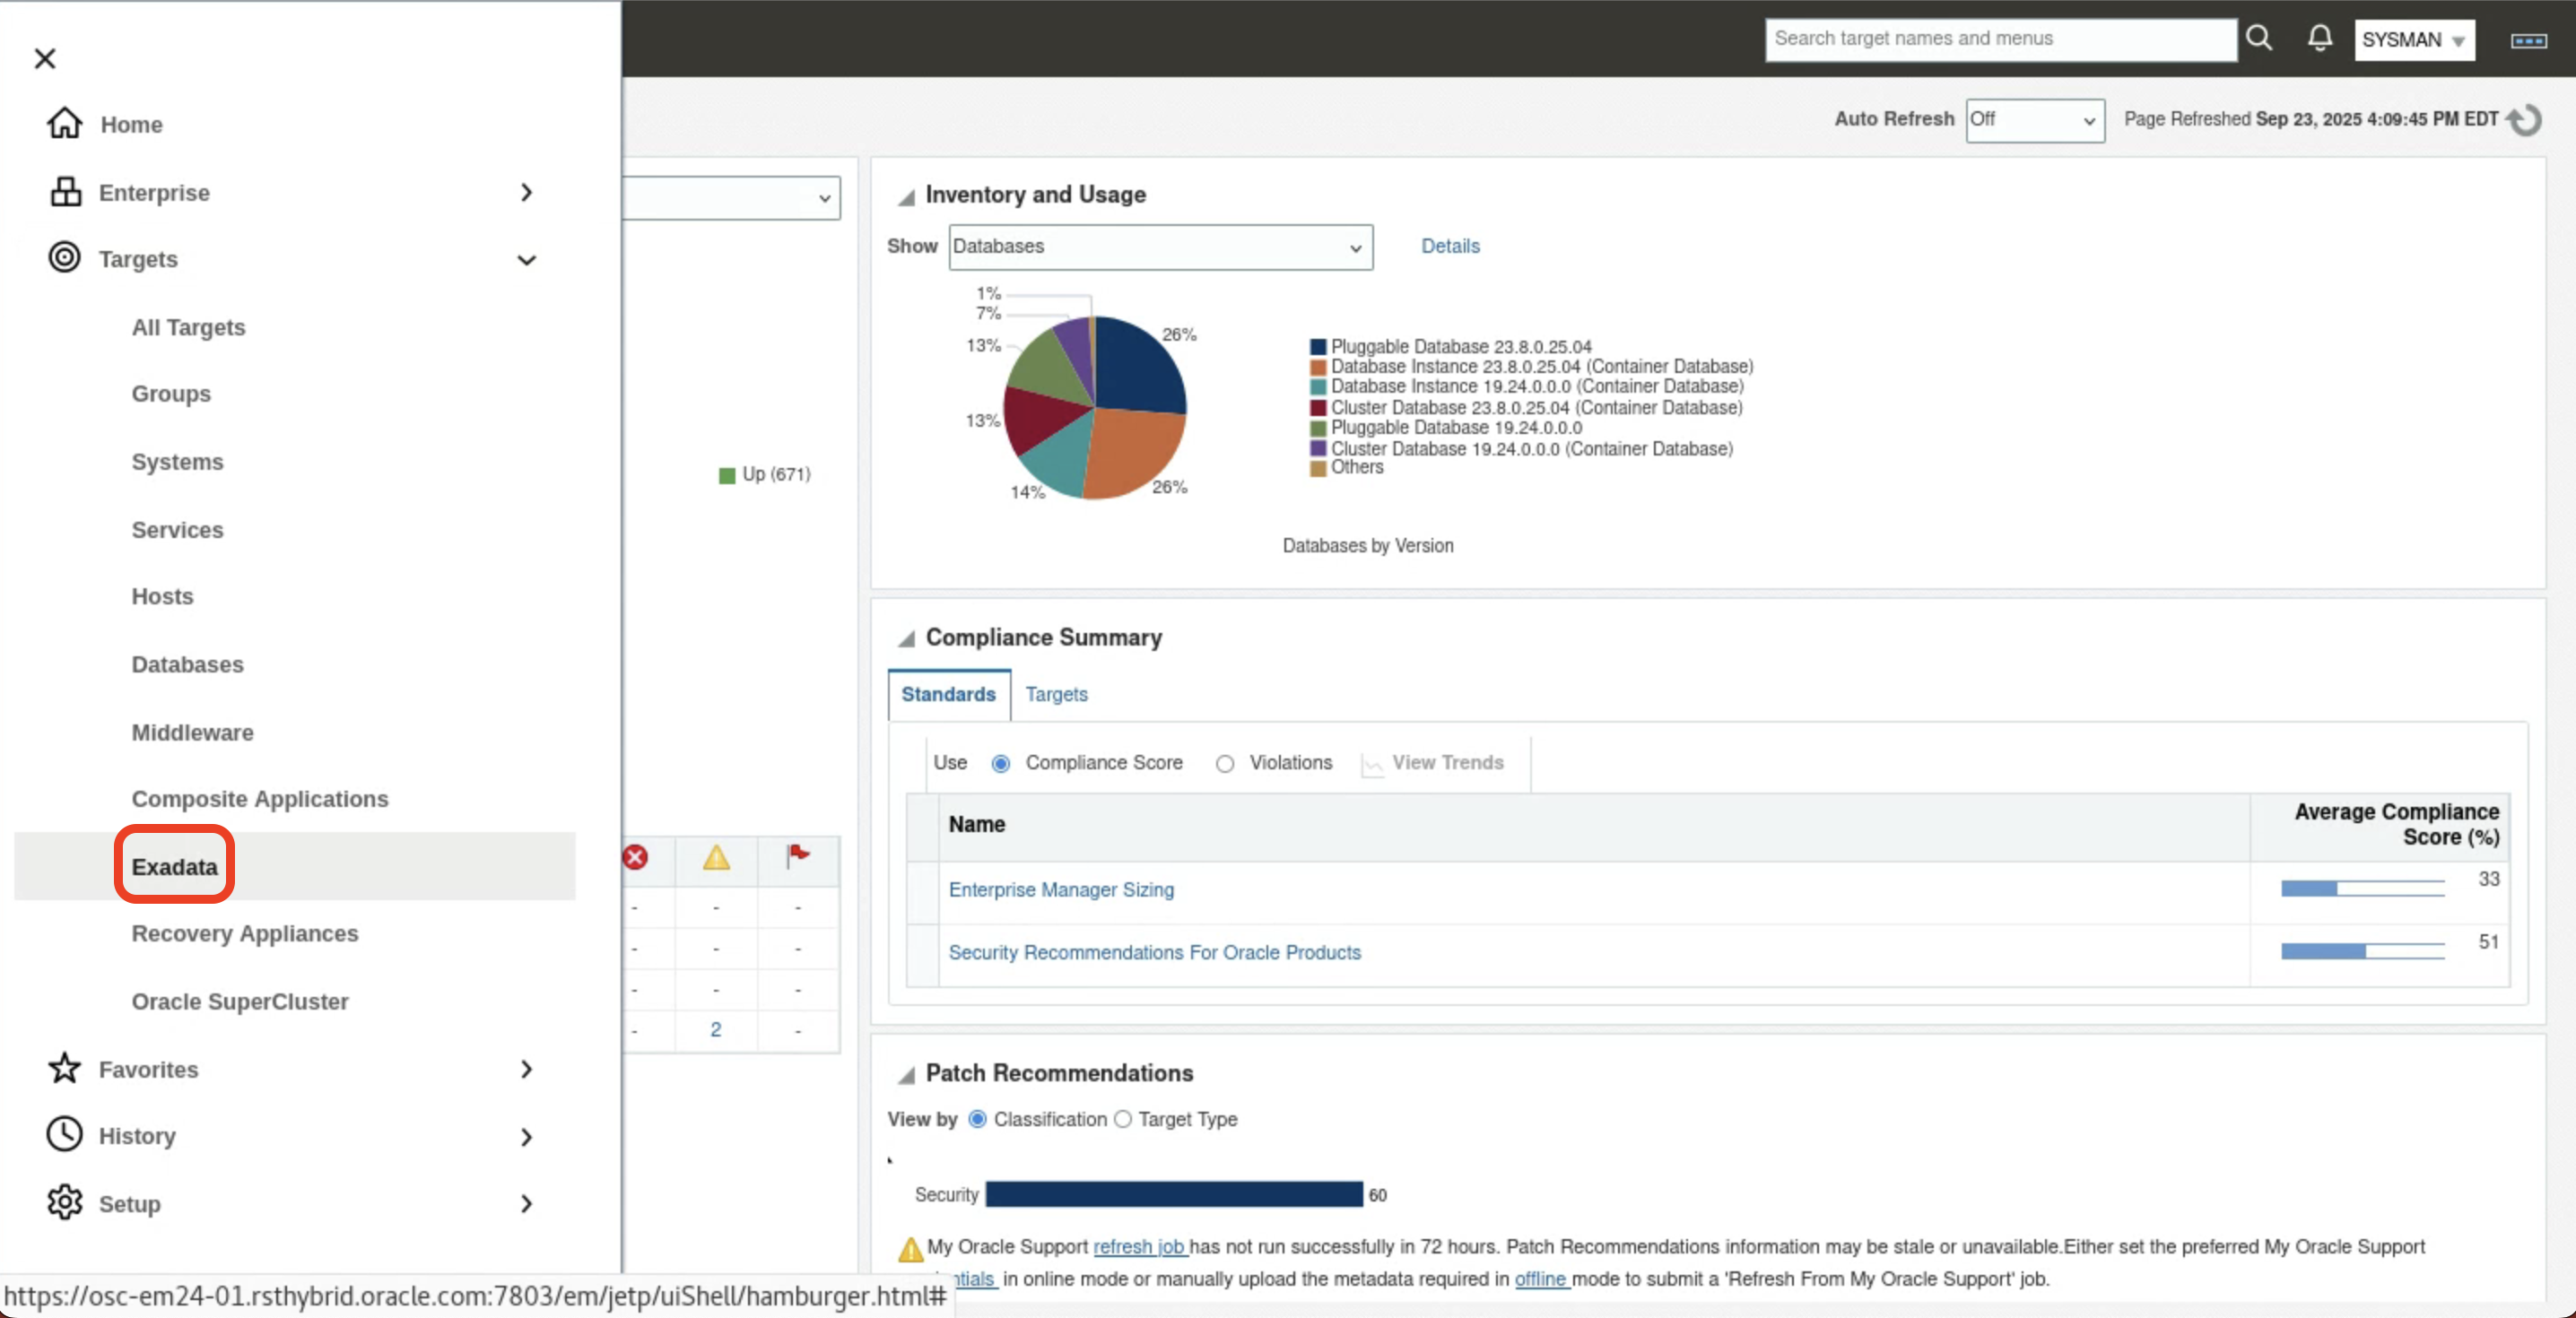 Search target names and menus
SYSMAN
Home
Enterprise
Targets
All Targets
Groups
Systems
Services
Hosts
Databases
Middleware
Composite Applications
Exadata
Recovery Appliances
Oracle SuperCluster
Favorites
History
Setup
https://osc-em24-01.rsthybrid.oracle.com:7803/em/jetp/uiShell/hamburger.html#
Auto Refresh Off Page Refreshed Sep 23, 2025 4:09:45 PM EDT
Up (671)
- - -
- - -
- - -
- 2 -
Inventory and Usage
Show Databases Details
1%
7%
13%
13%
14%
26%
26%
Pluggable Database 23.8.0.25.04
Database Instance 23.8.0.25.04 (Container Database)
Database Instance 19.24.0.0.0 (Container Database)
Cluster Database 23.8.0.25.04 (Container Database)
Pluggable Database 19.24.0.0.0
Cluster Database 19.24.0.0.0 (Container Database)
Others
Databases by Version
Compliance Summary
Standards Targets
Use Compliance Score Violations View Trends
Name
Average Compliance
Score (%)
Enterprise Manager Sizing 33
Security Recommendations For Oracle Products 51
Patch Recommendations
View by Classification Target Type
Security 60
My Oracle Support refresh job has not run successfully in 72 hours. Patch Recommendations information may be stale or unavailable.Either set the preferred My Oracle Support
in online mode or manually upload the metadata required in offline mode to submit a 'Refresh From My Oracle Support' job.